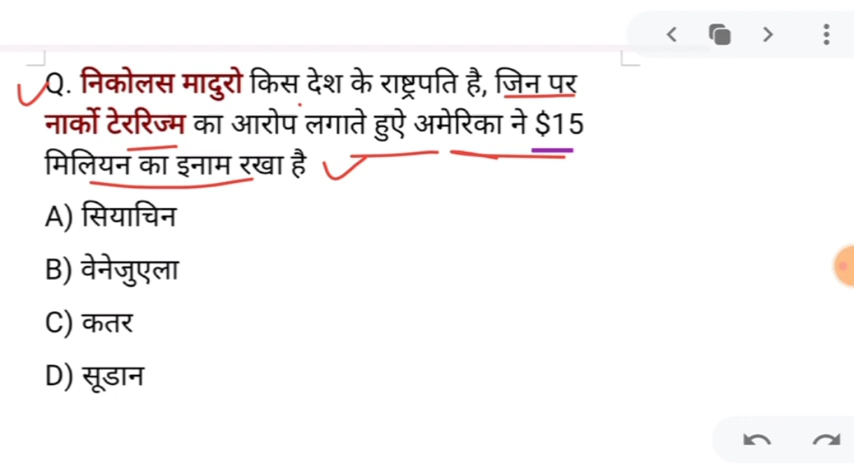 Q. निकोलस मादुरो किस देश के राष्ट्रपति है, जिन पर
नार्को टेररिज्म का आरोप लगाते हुऐ अमेरिका ने $15
मिलियन का इनाम रखा है
A) सियाचिन
B) वेनेजुएला
C) कतर
D) सूडान